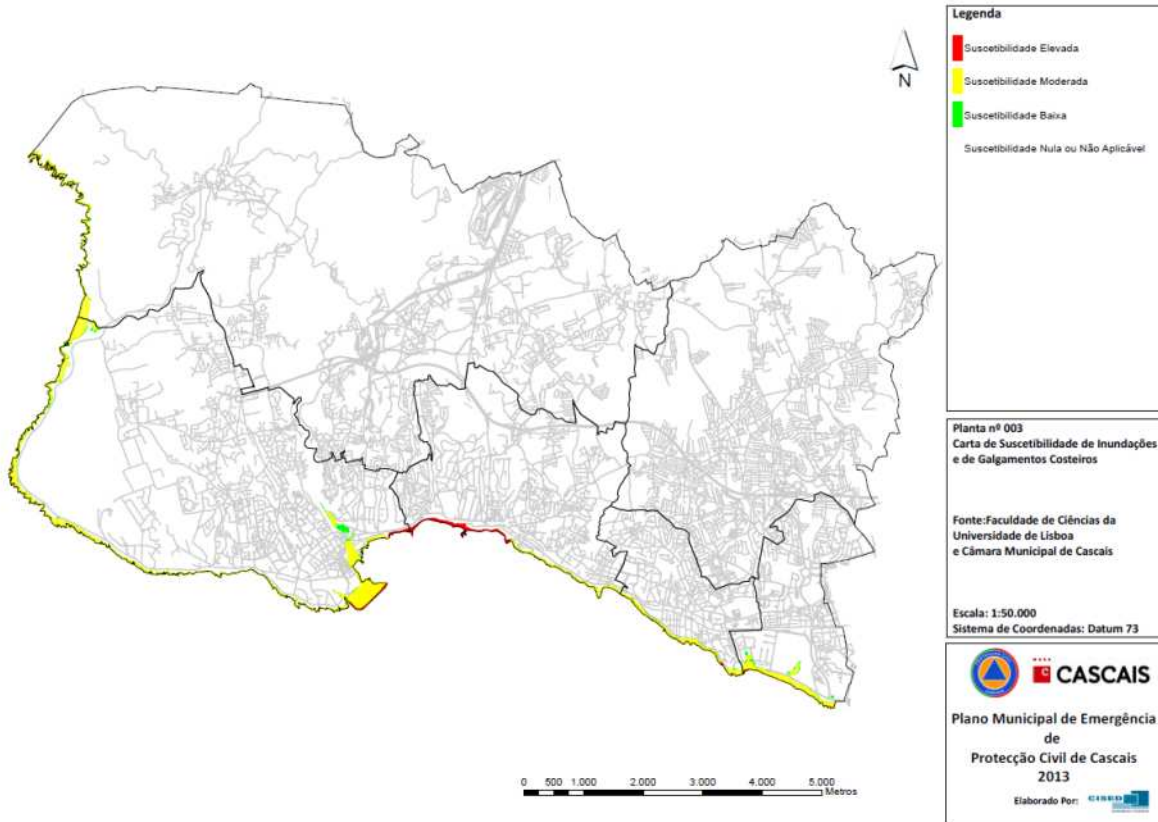 Legenda
Suscetibilidade Elevada
Suscetibilidade Moderada
Suscetibilidade Baixa
Suscetibilidade Nula ou Não Aplicável
N
Planta nº 003
Carta de Suscetibilidade de Inundações
e de Galgamentos Costeiros
Fonte:Faculdade de Ciências da
Universidade de Lisboa
e Câmara Municipal de Cascais
Escala: 1:50.000
Sistema de Coordenadas: Datum 73
C CASCAIS
Plano Municipal de Emergência
de
Protecção Civil de Cascais
2013
Elaborado Por: CISED
0 500 1.000 2.000 3.000 4.000 5.000
Metros